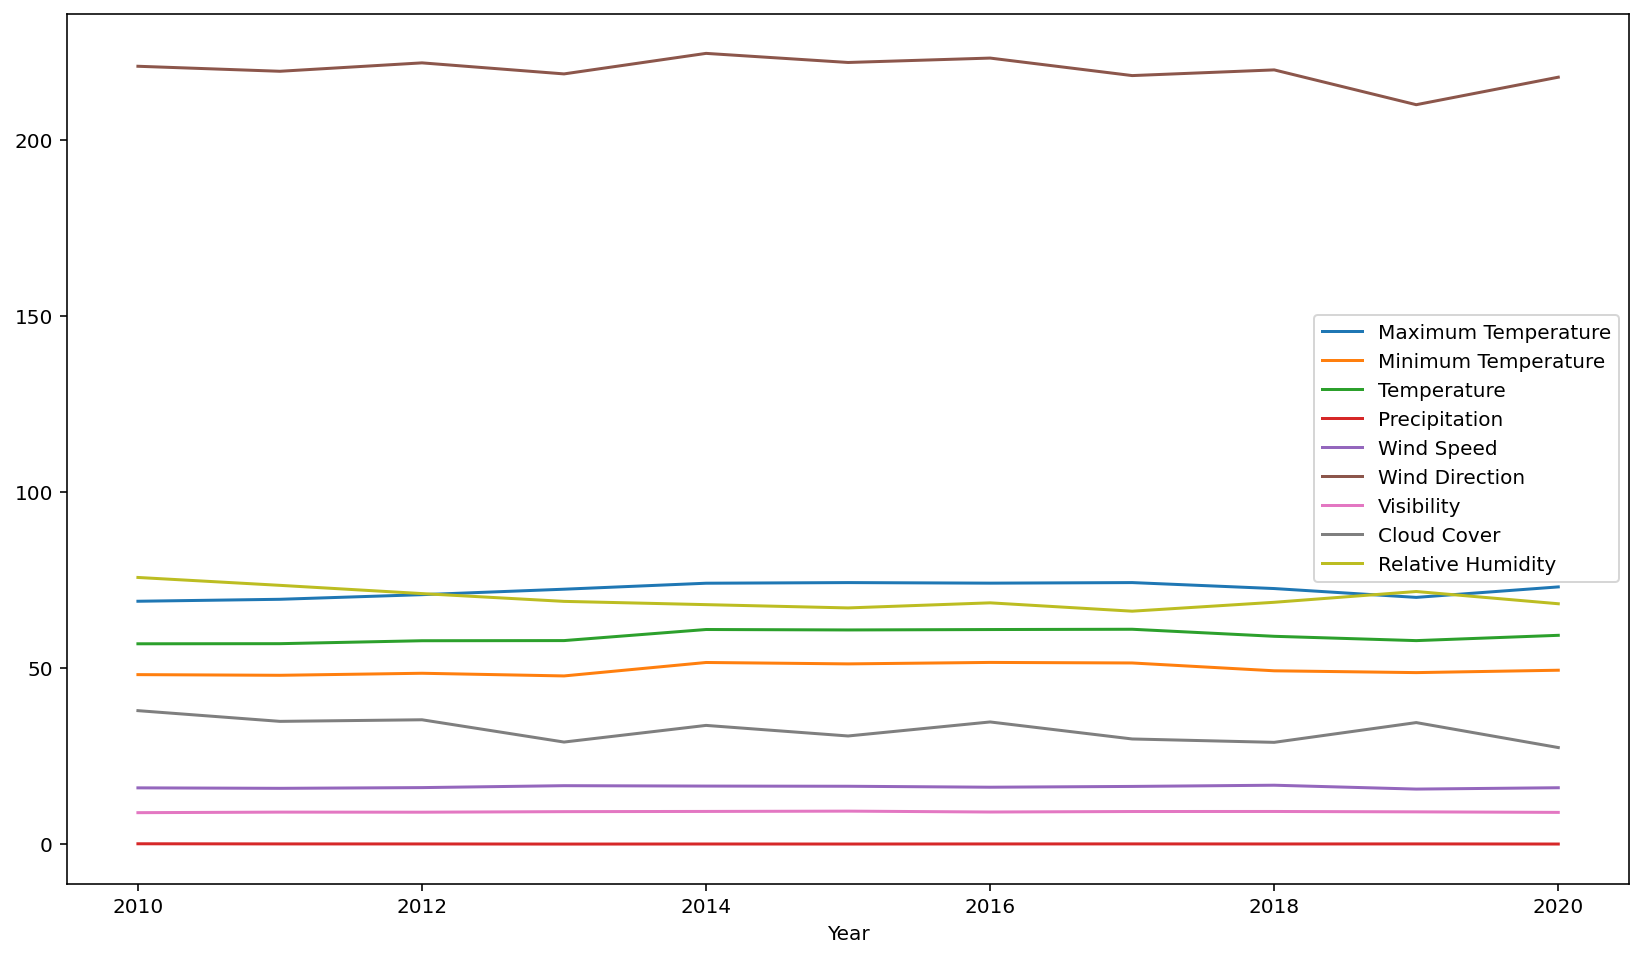 200
150
100
50
0
Maximum Temperature
Minimum Temperature
Temperature
Precipitation
Wind Speed
Wind Direction
Visibility
Cloud Cover
Relative Humidity
2010 2012 2014 2016 2018 2020
Year